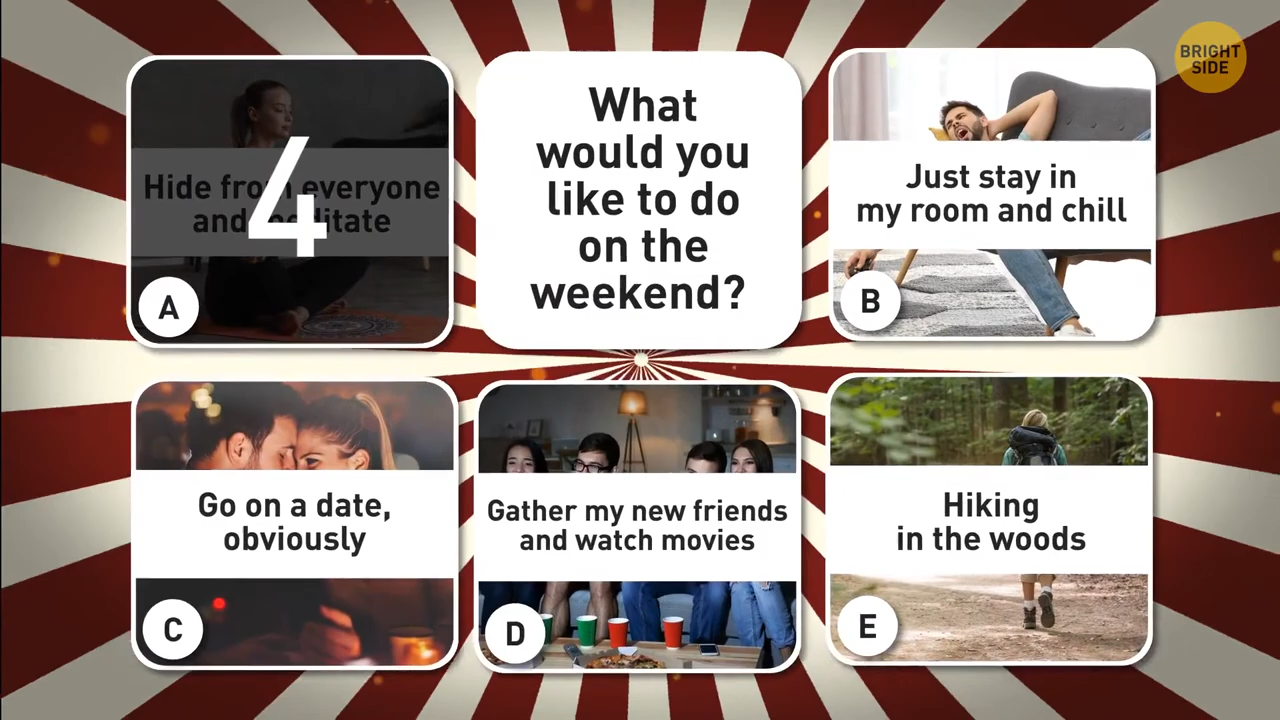 BRIGHT
SIDE
What
would you
like to do
on the
weekend?
4
Hide from everyone
and meditate
A
Just stay in
my room and chill
B
Go on a date,
obviously
C
Gather my new friends
and watch movies
D
Hiking
in the woods
E